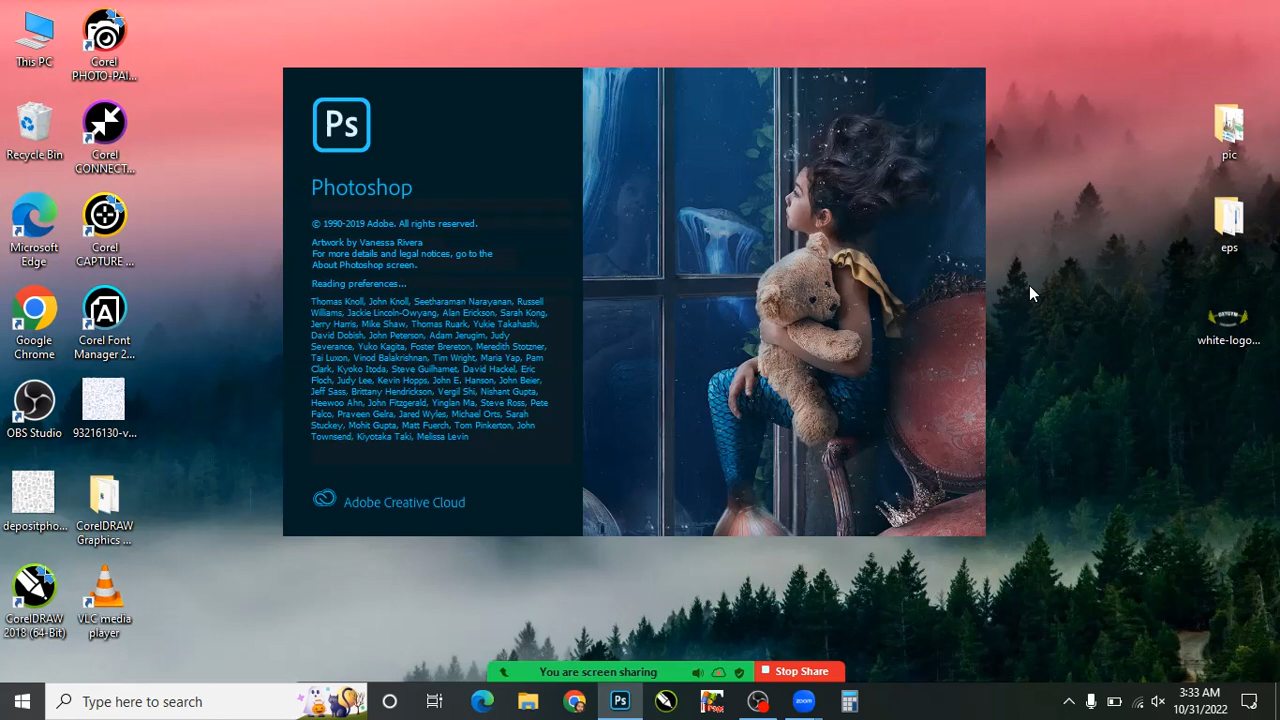 This PC
Corel
PHOTO-PAI...
Recycle Bin
Corel
CONNECT...
Microsoft
Edge
Corel
CAPTURE ...
Google
Chrome
Corel Font
Manager 2...
OBS Studio
93216130-v...
depositpho...
CorelDRAW
Graphics ...
CorelDRAW
2018 (64-Bit)
VLC media
player
Ps
Photoshop
© 1990-2019 Adobe. All rights reserved.
Artwork by Vanessa Rivera
For more details and legal notices, go to the
About Photoshop screen.
Reading preferences...
Thomas Knoll, John Knoll, Seetharaman Narayanan, Russell
Williams, Jackie Lincoln-Owyang, Alan Erickson, Sarah Kong,
Jerry Harris, Mike Shaw, Thomas Ruark, Yukie Takahashi,
David Dobish, John Peterson, Adam Jerugim, Judy
Severance, Yuko Kagita, Foster Brereton, Meredith Stotzner,
Tai Luxon, Vinod Balakrishnan, Tim Wright, Maria Yap, Pam
Clark, Kyoko Itoda, Steve Guilhamet, David Hackel, Eric
Floch, Judy Lee, Kevin Hopps, John E. Hanson, John Beier,
Jeff Sass, Brittany Hendrickson, Vergil Shi, Nishant Gupta,
Heewoo Ahn, John Fitzgerald, Yinglan Ma, Steve Ross, Pete
Falco, Praveen Gelra, Jared Wyles, Michael Orts, Sarah
Stuckey, Mohit Gupta, Matt Fuerch, Tom Pinkerton, John
Townsend, Kiyotaka Taki, Melissa Levin
Adobe Creative Cloud
pic
eps
white-logo...
You are screen sharing
Stop Share
Type here to search
Ps
zoom
3:33 AM
10/31/2022